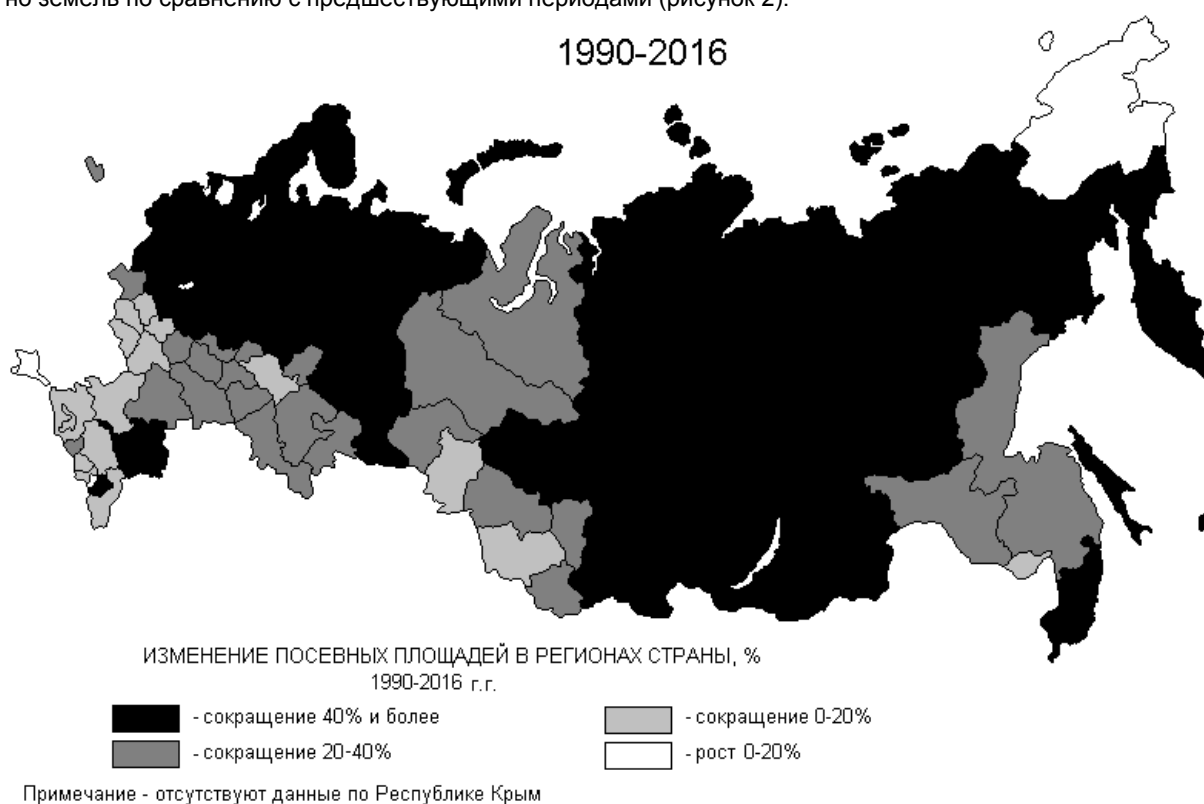 но земель по сравнению с предшествующими периодами (рисунок 2).
1990-2016
ИЗМЕНЕНИЕ ПОСЕВНЫХ ПЛОЩАДЕЙ В РЕГИОНАХ СТРАНЫ, %
1990-2016 г.г.
- сокращение 40% и более
- сокращение 0-20%
- сокращение 20-40%
- рост 0-20%
Примечание - отсутствуют данные по Республике Крым